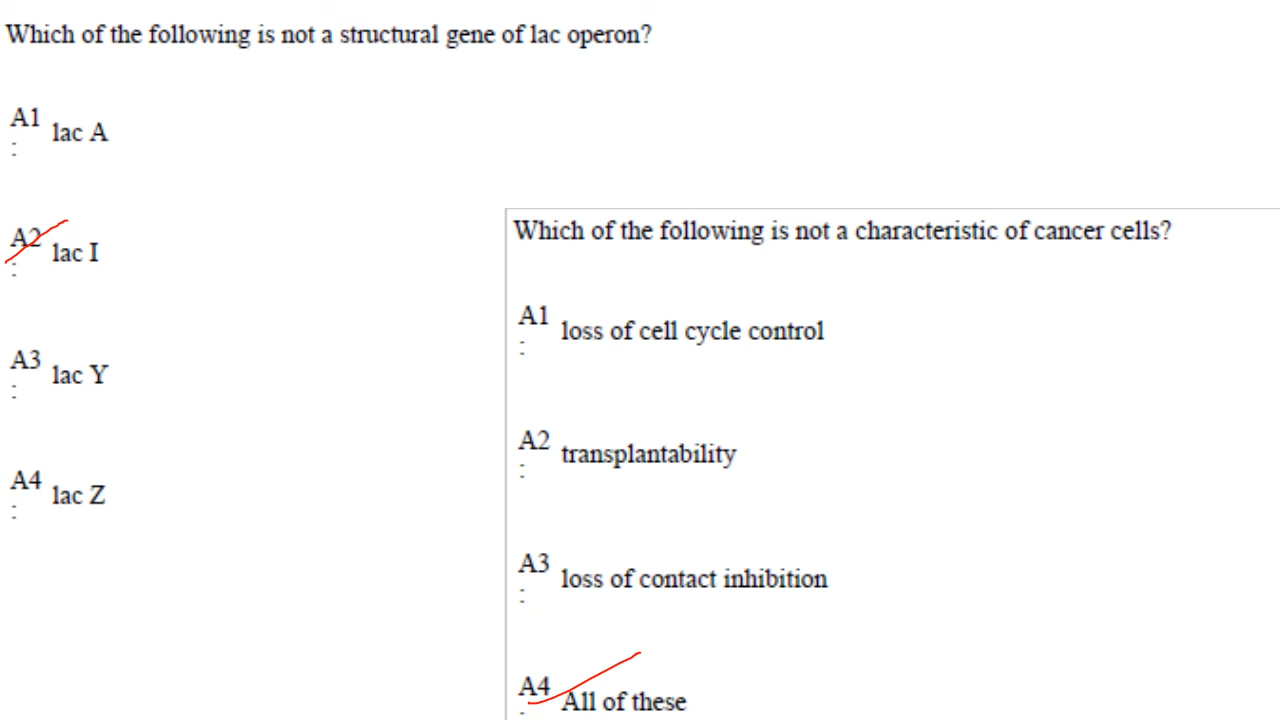 Which of the following is not a structural gene of lac operon?
A1
:
lac A
A2
:
lac I
A3
:
lac Y
A4
:
lac Z
Which of the following is not a characteristic of cancer cells?
A1
:
loss of cell cycle control
A2
:
transplantability
A3
:
loss of contact inhibition
A4
:
All of these